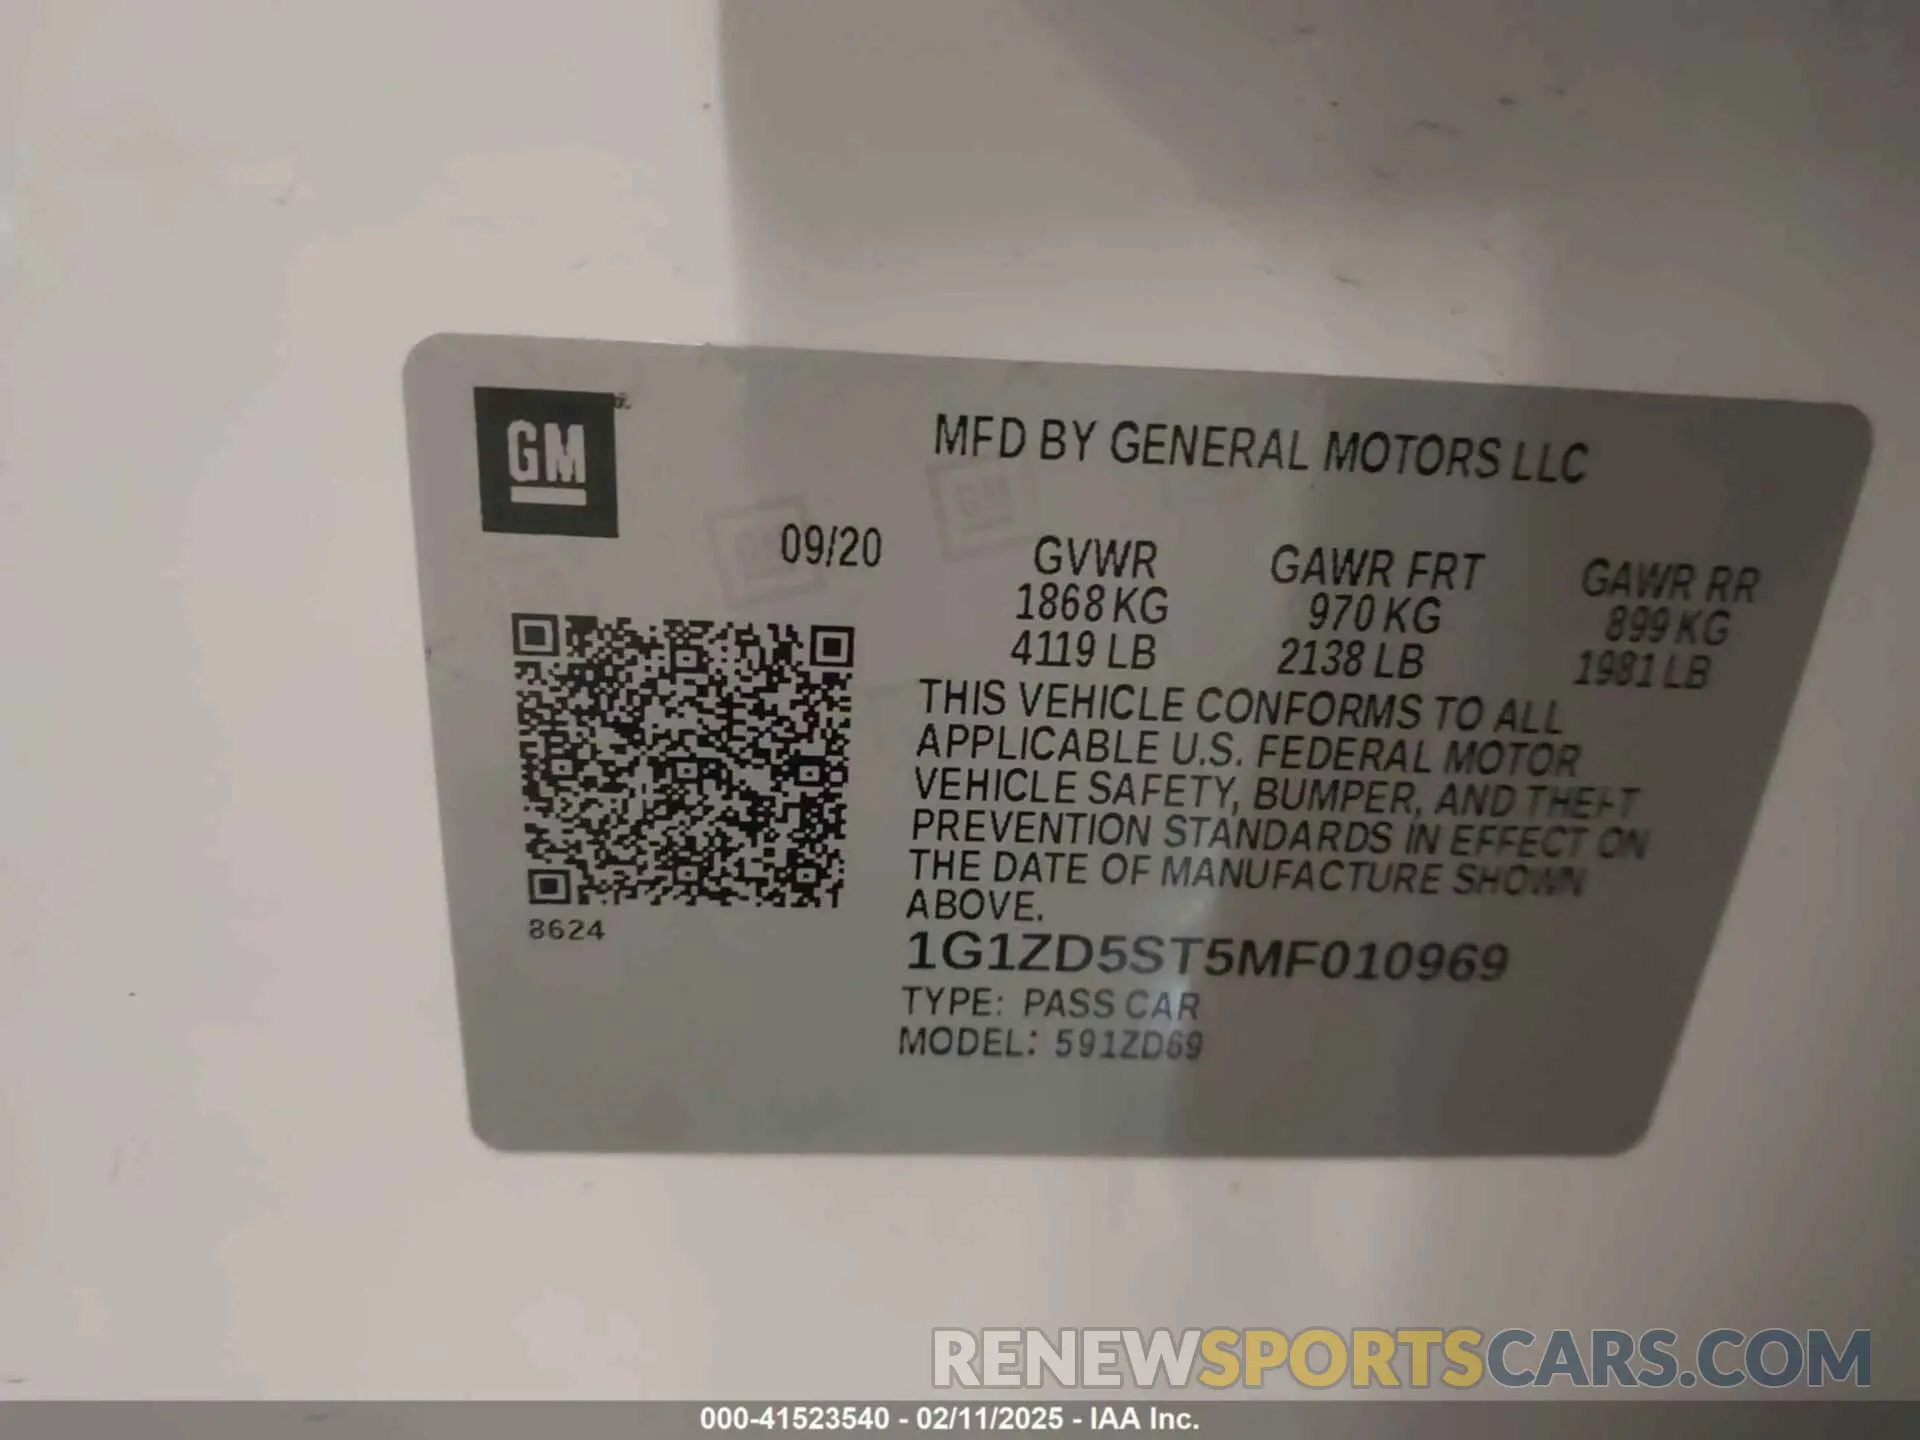 GM
MFD BY GENERAL MOTORS LLC
09/20
GVWR GAWR FRT GAWR RR
1868 KG 970 KG 899 KG
4119 LB 2138 LB 1981 LB
THIS VEHICLE CONFORMS TO ALL
APPLICABLE U.S. FEDERAL MOTOR
VEHICLE SAFETY, BUMPER, AND THEFT
PREVENTION STANDARDS IN EFFECT ON
THE DATE OF MANUFACTURE SHOWN
ABOVE.
8624
1G1ZD5ST5MF010969
TYPE: PASS CAR
MODEL: 591ZD69
RENEWSPORTSCARS.COM
000-41523540 - 02/11/2025 - IAA Inc.